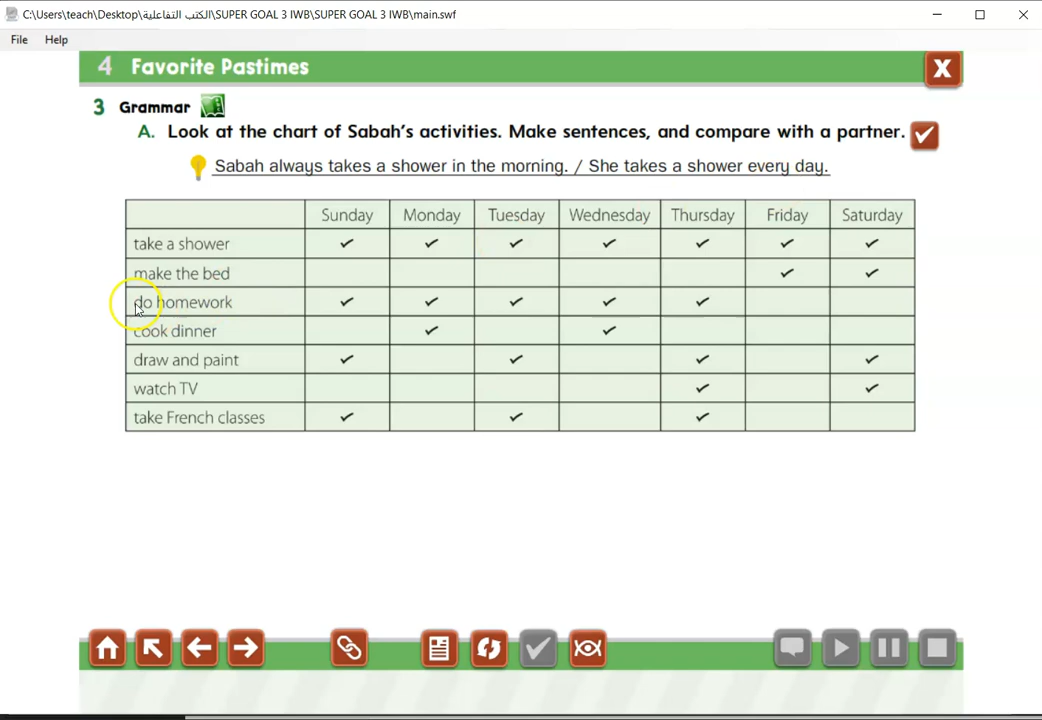 C:\Users\teach\Desktop\الكتب التفاعلية\SUPER GOAL 3 IWB\SUPER GOAL 3 IWB\main.swf
File Help
4 Favorite Pastimes
X
3 Grammar
A. Look at the chart of Sabah's activities. Make sentences, and compare with a partner.
Sabah always takes a shower in the morning. / She takes a shower every day.
Sunday Monday Tuesday Wednesday Thursday Friday Saturday
take a shower ✓ ✓ ✓ ✓ ✓ ✓ ✓
make the bed ✓ ✓
do homework ✓ ✓ ✓ ✓ ✓
cook dinner ✓ ✓
draw and paint ✓ ✓ ✓ ✓
watch TV ✓ ✓
take French classes ✓ ✓ ✓